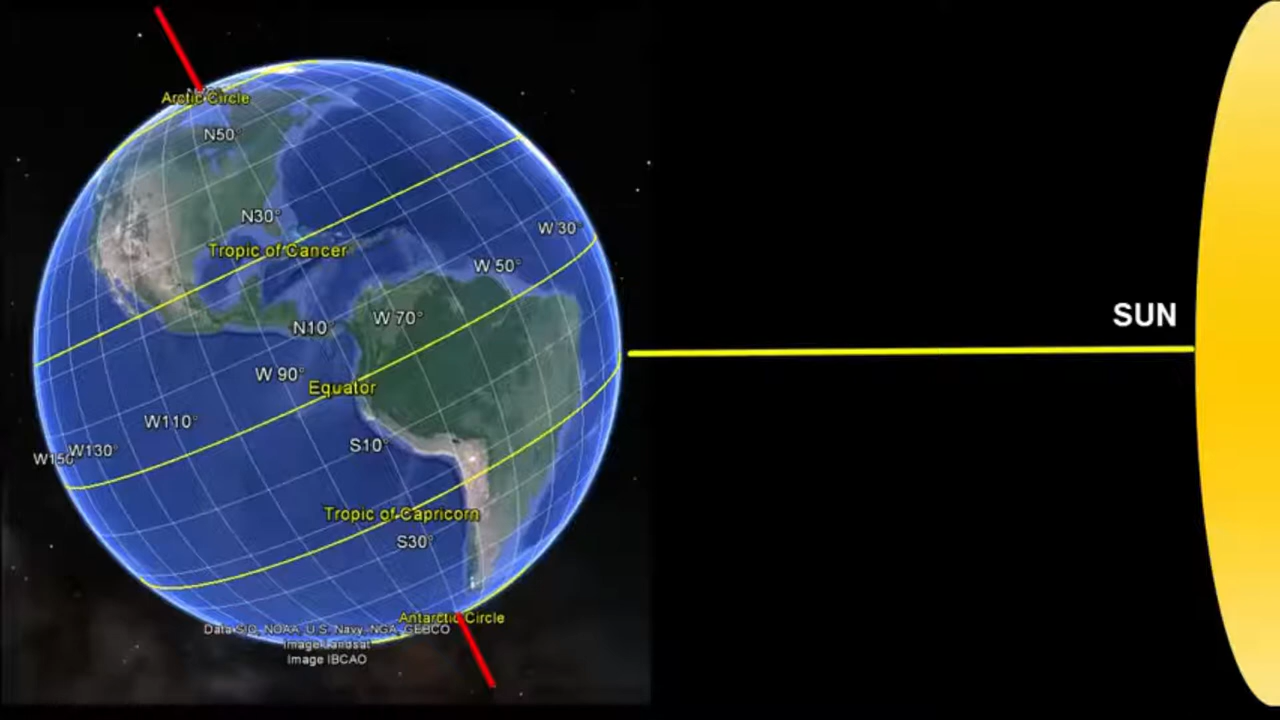 Arctic Circle
N50°
N30°
W 30°
Tropic of Cancer
W 50°
SUN
N10°
W 70°
W 90°
Equator
W110°
S10°
W130°
W150
Tropic of Capricorn
S30°
Antarctic Circle
Data SIO, NOAA, U.S. Navy, NGA, GEBCO
Image Landsat
Image IBCAO